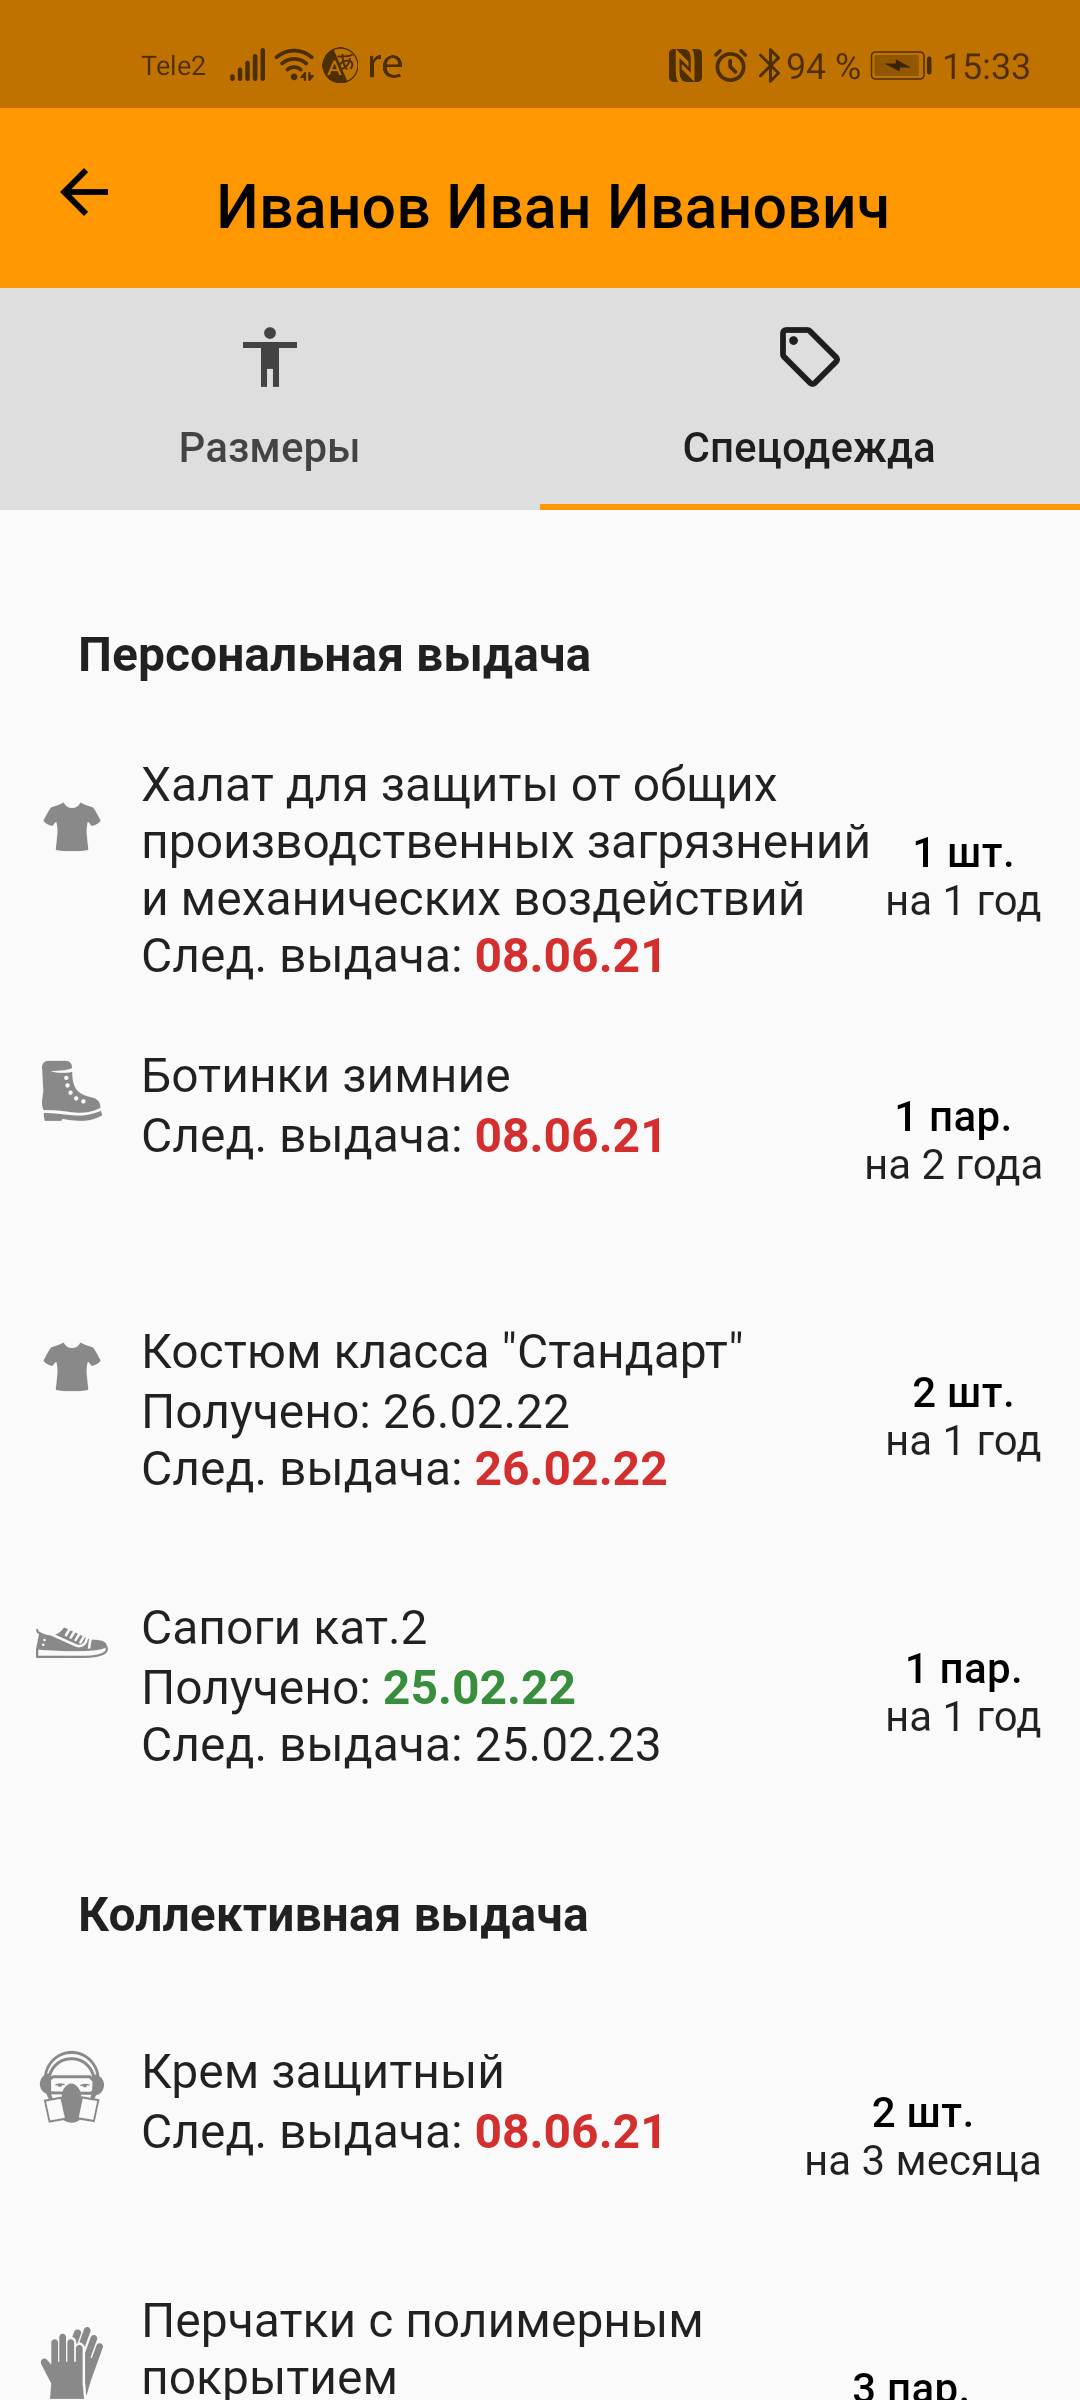 Tele2 re 94 % 15:33
Иванов Иван Иванович
Размеры
Спецодежда
Персональная выдача
Халат для защиты от общих
производственных загрязнений
и механических воздействий
След. выдача: 08.06.21
1 шт.
на 1 год
Ботинки зимние
След. выдача: 08.06.21
1 пар.
на 2 года
Костюм класса "Стандарт"
Получено: 26.02.22
След. выдача: 26.02.22
2 шт.
на 1 год
Сапоги кат.2
Получено: 25.02.22
След. выдача: 25.02.23
1 пар.
на 1 год
Коллективная выдача
Крем защитный
След. выдача: 08.06.21
2 шт.
на 3 месяца
Перчатки с полимерным
покрытием
3 пар.